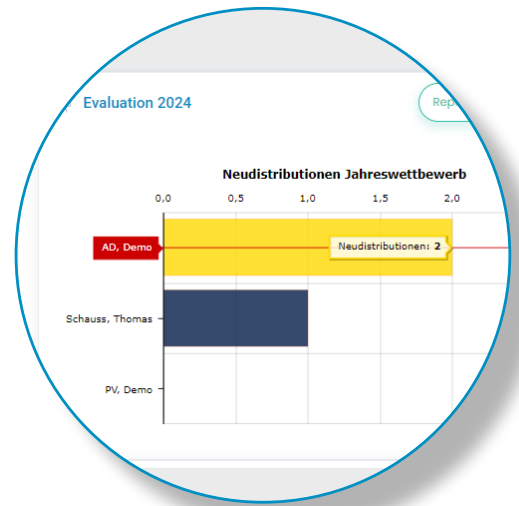 Evaluation 2024
Rep
Neudistributionen Jahreswettbewerb
0,0 0,5 1,0 1,5 2,0
AD, Demo
Neudistributionen: 2
Schauss, Thomas
PV, Demo